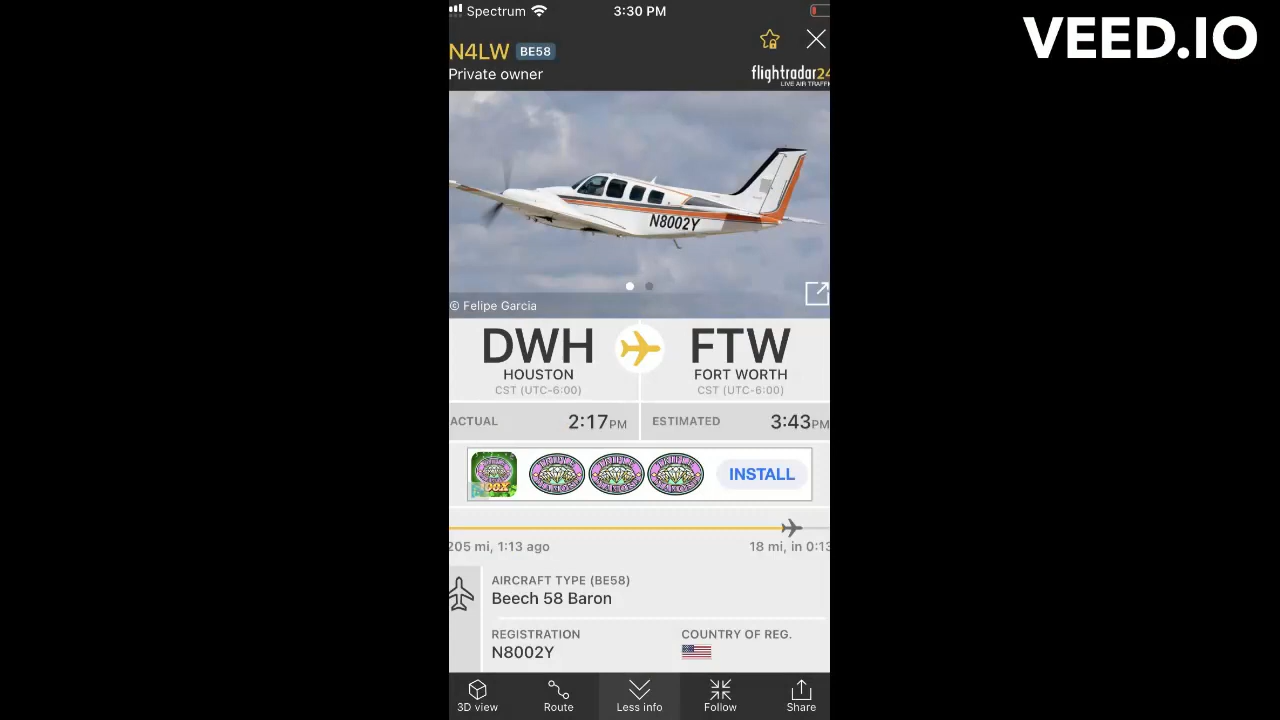 Spectrum 3:30 PM
VEED.IO
N4LW BE58
Private owner
flightradar24
LIVE AIR TRAFFI
N8002Y
© Felipe Garcia
DWH FTW
HOUSTON FORT WORTH
CST (UTC-6:00) CST (UTC-6:00)
ACTUAL 2:17PM ESTIMATED 3:43PM
100X
INSTALL
205 mi, 1:13 ago 18 mi, in 0:13
AIRCRAFT TYPE (BE58)
Beech 58 Baron
REGISTRATION COUNTRY OF REG.
N8002Y
3D view Route Less info Follow Share